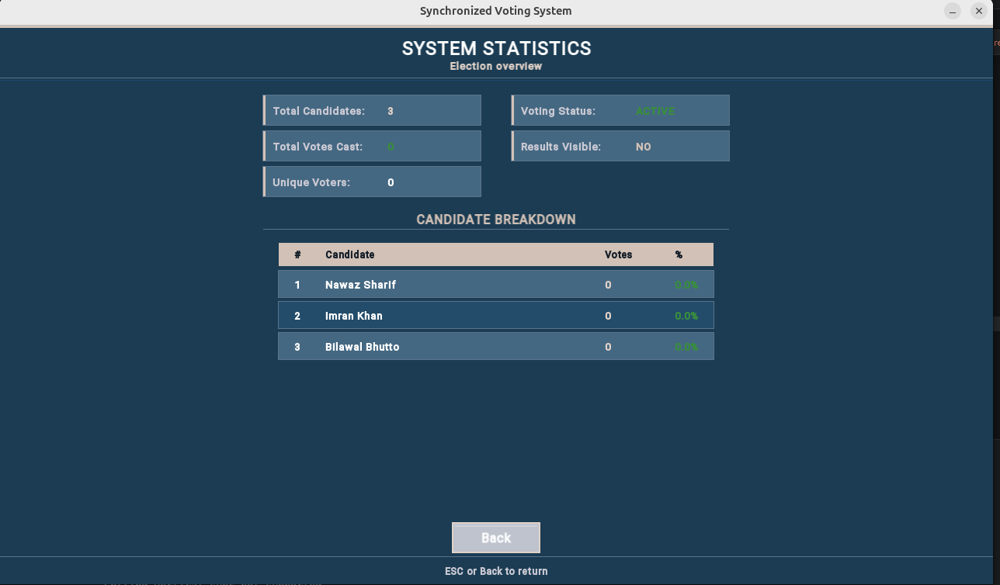 Synchronized Voting System
SYSTEM STATISTICS
Election overview
Total Candidates: 3
Voting Status: ACTIVE
Total Votes Cast: 0
Results Visible: NO
Unique Voters: 0
CANDIDATE BREAKDOWN
# Candidate Votes %
1 Nawaz Sharif 0 0.0%
2 Imran Khan 0 0.0%
3 Bilawal Bhutto 0 0.0%
Back
ESC or Back to return